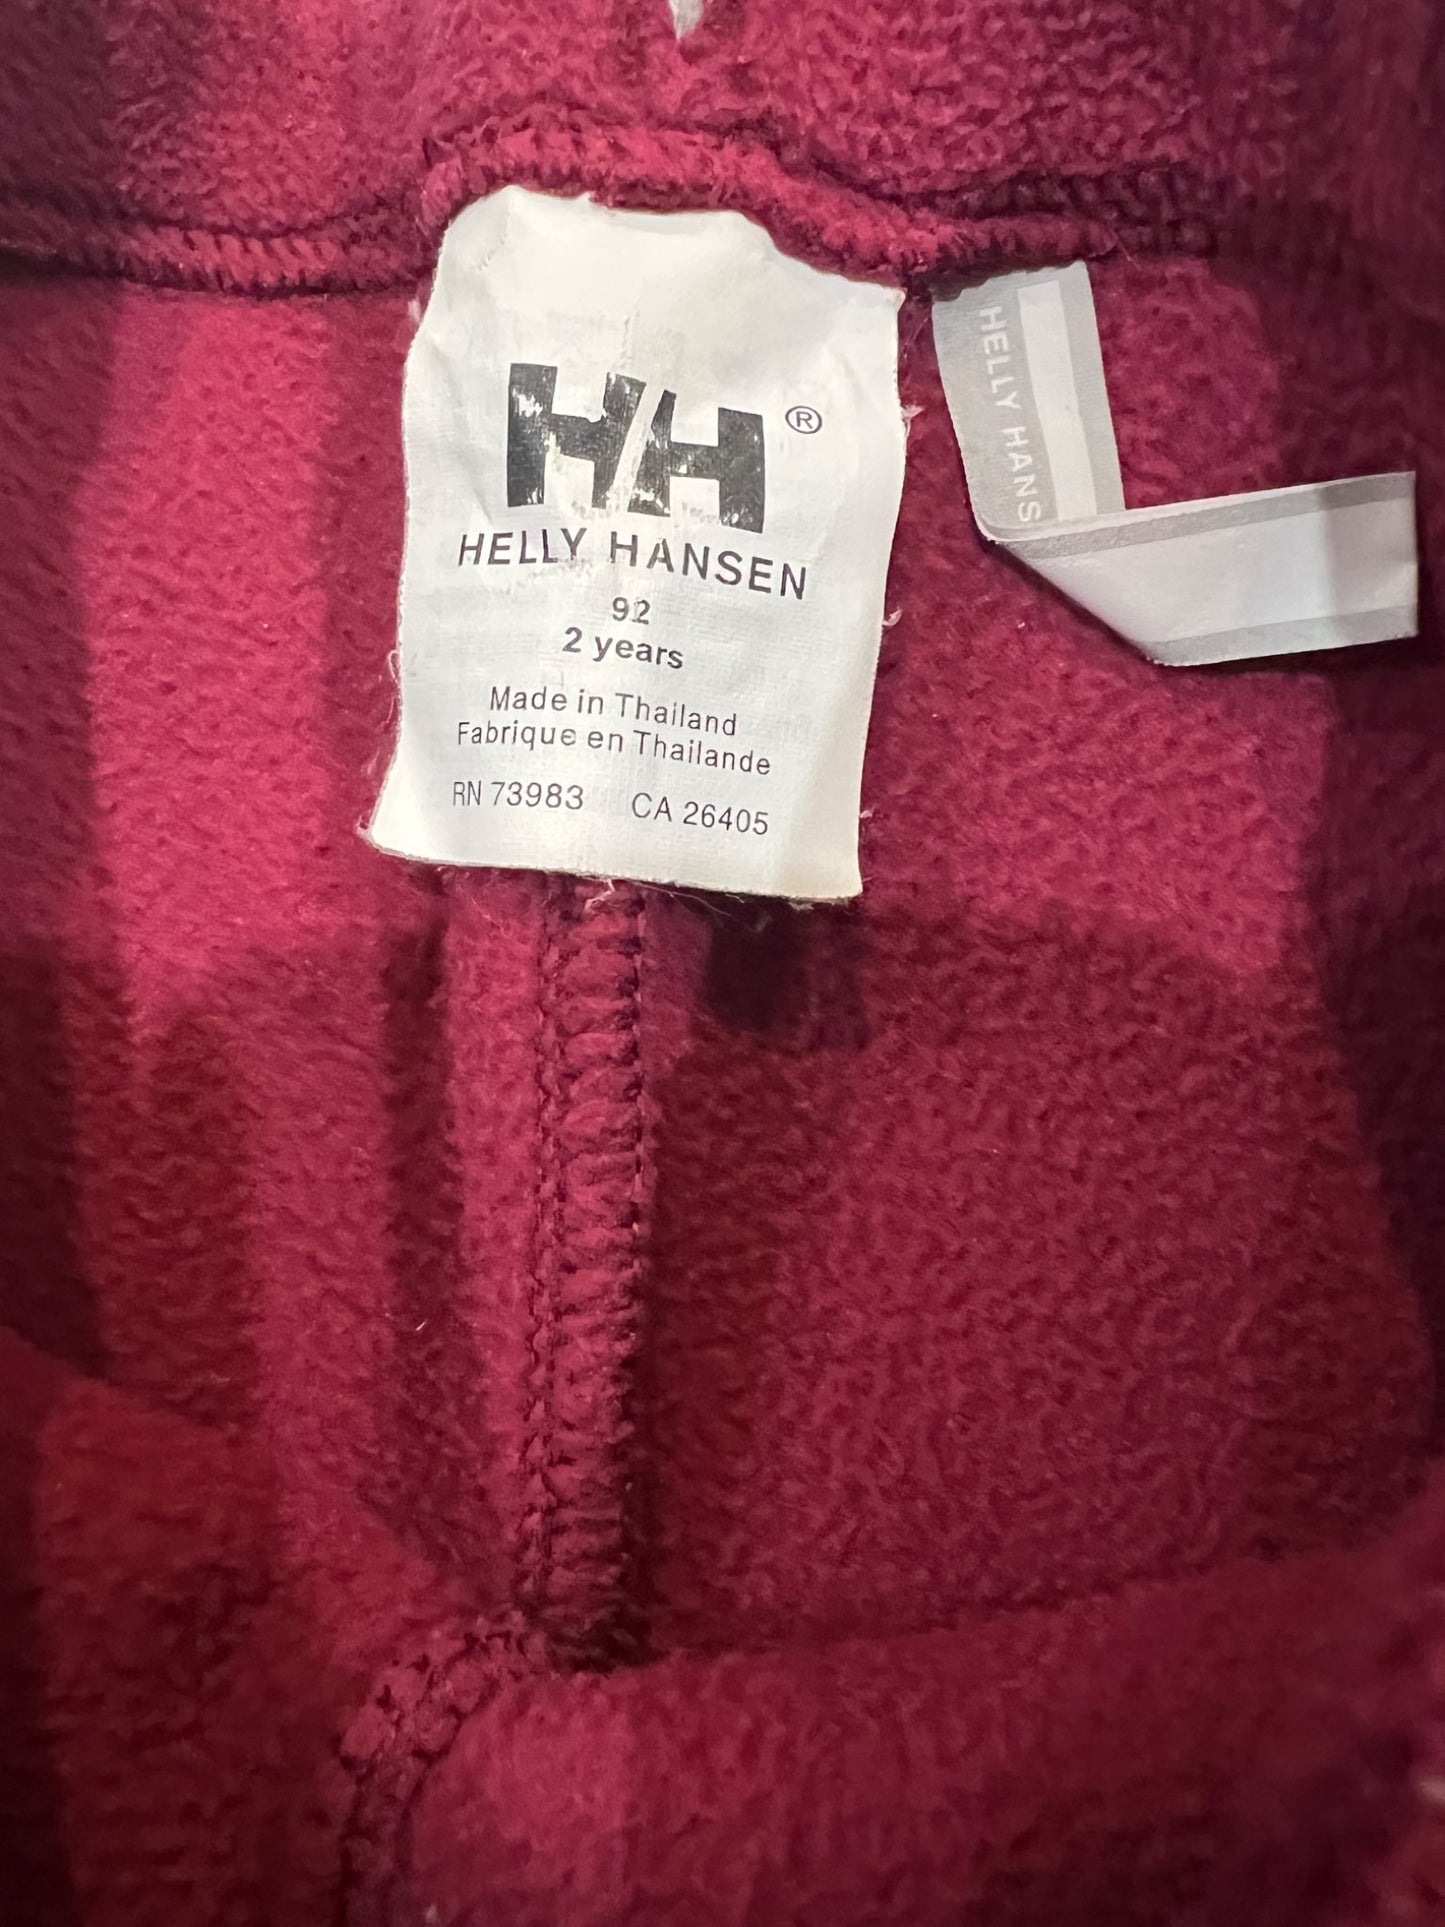 HH ®
HELLY HANSEN
92
2 years
Made in Thailand
Fabrique en Thailande
RN 73983 CA 26405
HELLY HANS